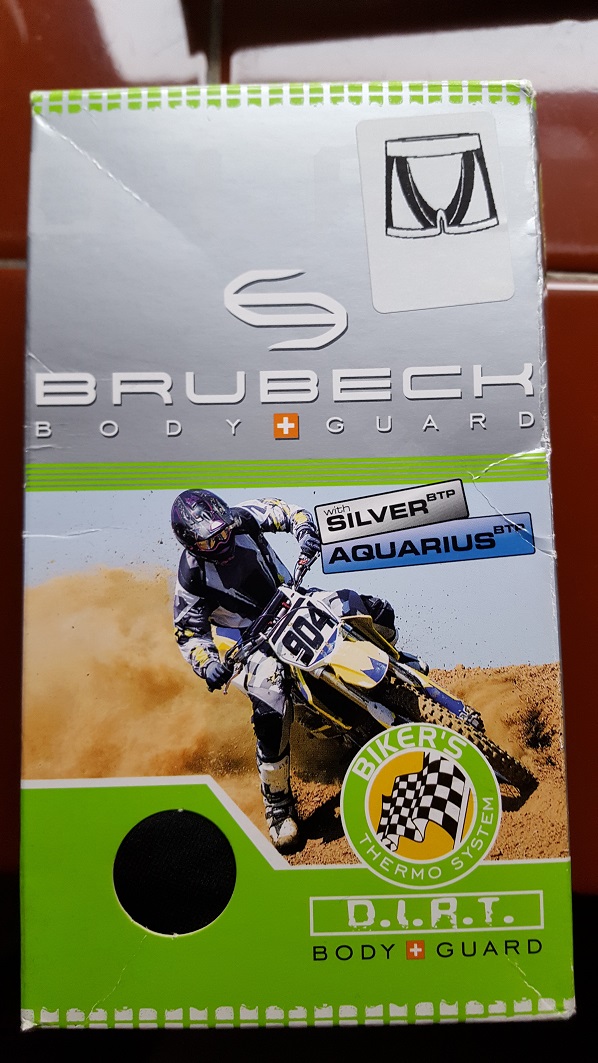 BRUBECK
BODY + GUARD
with
SILVER BTP
AQUARIUS BTP
904
BIKER'S
THERMO SYSTEM
D.I.R.T.
BODY + GUARD